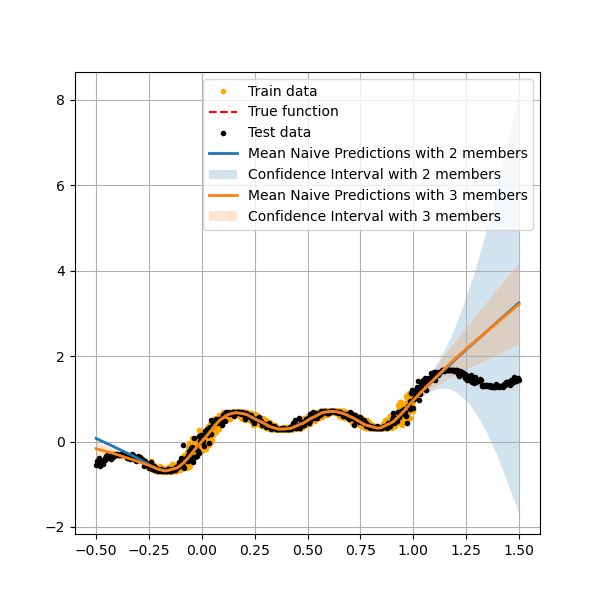 Train data
True function
Test data
Mean Naive Predictions with 2 members
Confidence Interval with 2 members
Mean Naive Predictions with 3 members
Confidence Interval with 3 members
8
6
4
2
0
−2
−0.50 −0.25 0.00 0.25 0.50 0.75 1.00 1.25 1.50